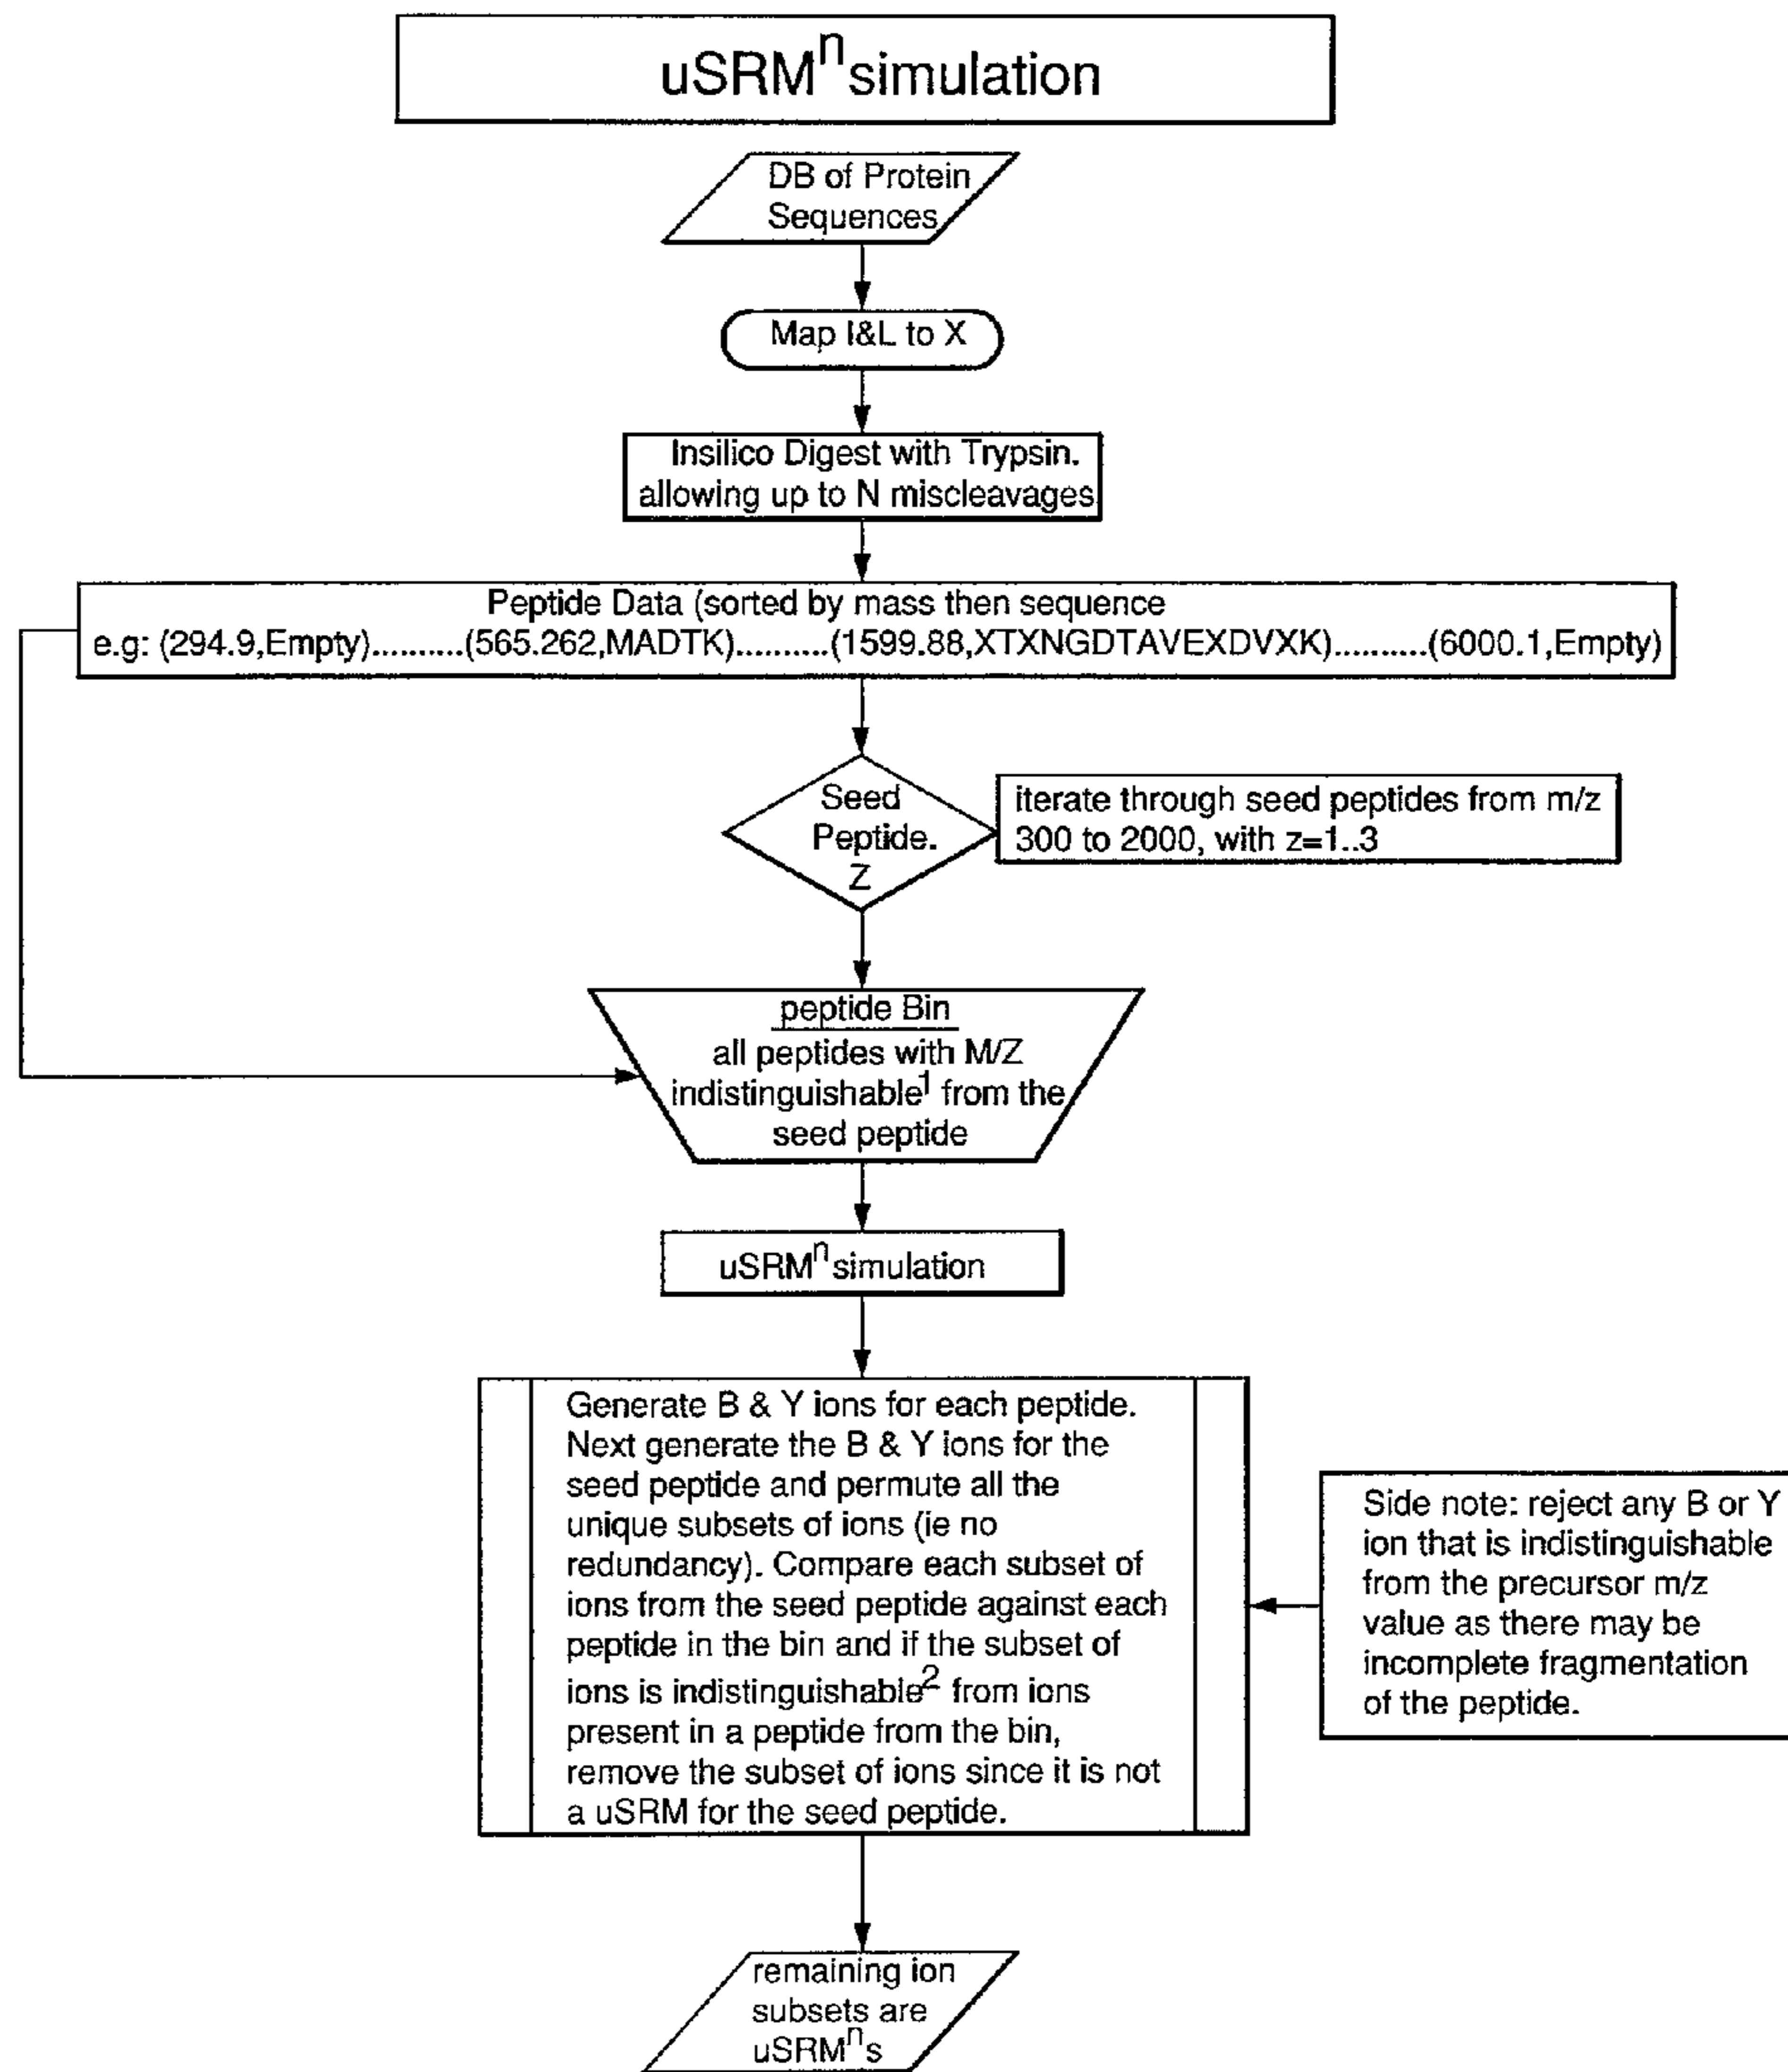 uSRMⁿ simulation
DB of Protein
Sequences
Map I&L to X
Insilico Digest with Trypsin.
allowing up to N miscleavages
Peptide Data (sorted by mass then sequence
e.g: (294.9,Empty)..........(565.262,MADTK)..........(1599.88,XTXNGDTAVEXDVXK)..........(6000.1,Empty)
Seed
Peptide.
Z
iterate through seed peptides from m/z
300 to 2000, with z=1..3
peptide Bin
all peptides with M/Z
indistinguishable¹ from the
seed peptide
uSRMⁿ simulation
Generate B & Y ions for each peptide.
Next generate the B & Y ions for the
seed peptide and permute all the
unique subsets of ions (ie no
redundancy). Compare each subset of
ions from the seed peptide against each
peptide in the bin and if the subset of
ions is indistinguishable² from ions
present in a peptide from the bin,
remove the subset of ions since it is not
a uSRM for the seed peptide.
Side note: reject any B or Y
ion that is indistinguishable
from the precursor m/z
value as there may be
incomplete fragmentation
of the peptide.
remaining ion
subsets are
uSRMⁿs